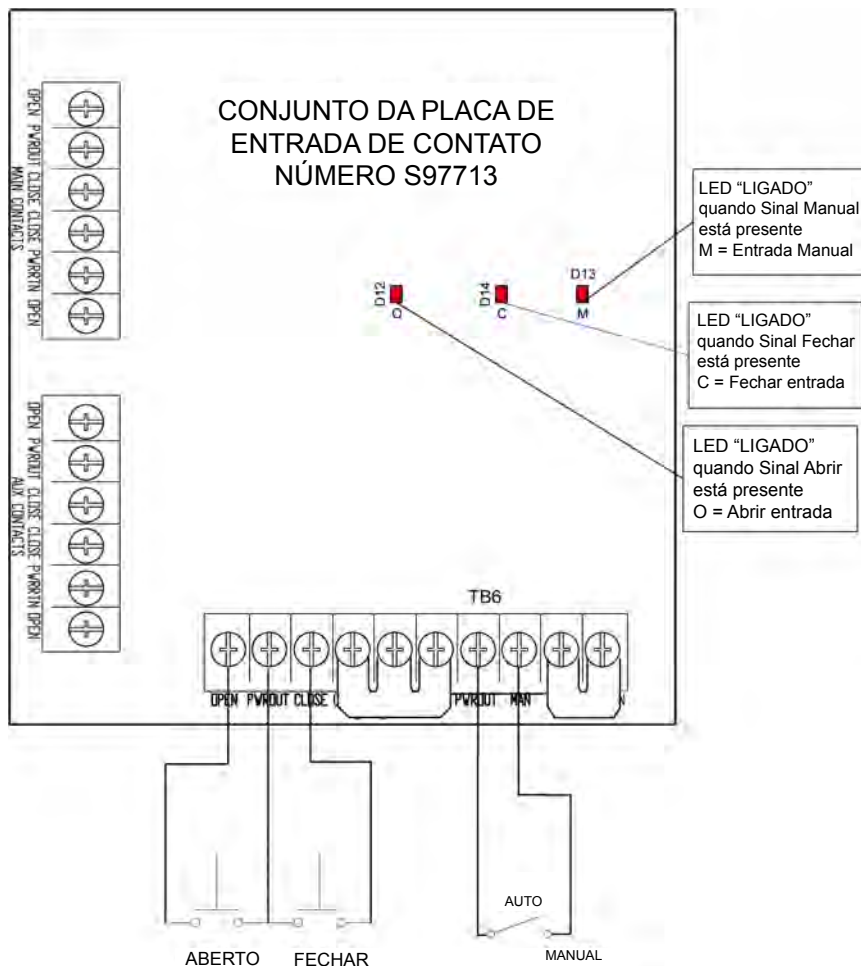 CONJUNTO DA PLACA DE
ENTRADA DE CONTATO
NÚMERO S97713
OPEN PWROUT CLOSE CLOSE PWRRTN OPEN
MAIN CONTACTS
LED “LIGADO”
quando Sinal Manual
está presente
M = Entrada Manual
D12
O
D14
C
D13
M
LED “LIGADO”
quando Sinal Fechar
está presente
C = Fechar entrada
OPEN PWROUT CLOSE CLOSE PWRRTN OPEN
AUX CONTACTS
LED “LIGADO”
quando Sinal Abrir
está presente
O = Abrir entrada
TB6
OPEN PWROUT CLOSE PWROUT MAN
AUTO
ABERTO FECHAR MANUAL